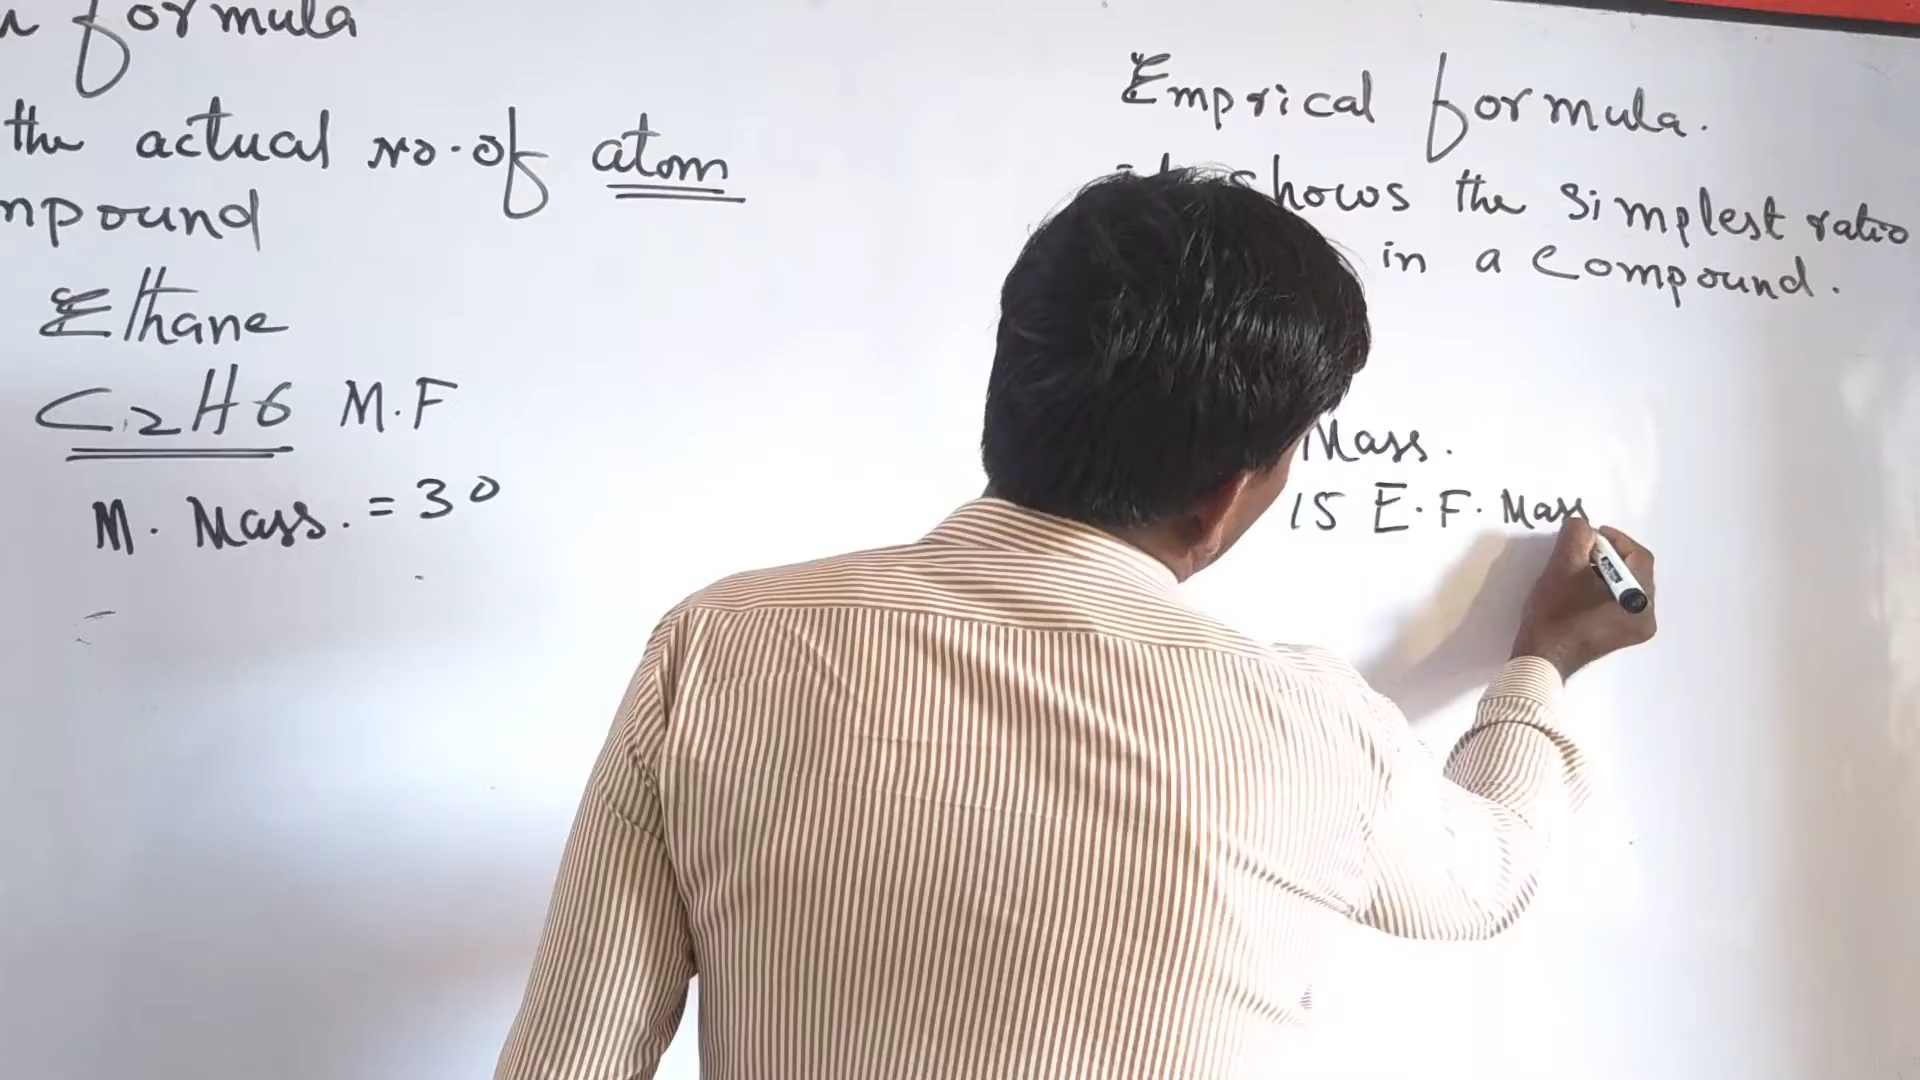 formula
the actual no. of atom
mpound
Ethane
C2H6 M.F
M. Mass. = 30
Emprical formula.
shows the simplest ratio
in a compound.
Mass.
15 E.F. Mass